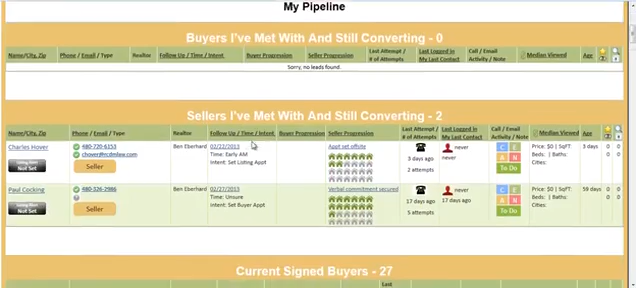 My Pipeline
Buyers I've Met With And Still Converting - 0
Name/City, Zip Phone / Email / Type Realtor Follow Up / Time / Intent Buyer Progression Seller Progression Last Attempt / # of Attempts Last Logged in My Last Contact Call / Email Activity / Note Median Viewed Age
Sorry, no leads found.
Sellers I've Met With And Still Converting - 2
Name/City, Zip Phone / Email / Type Realtor Follow Up / Time / Intent Buyer Progression Seller Progression Last Attempt / # of Attempts Last Logged in My Last Contact Call / Email Activity / Note Median Viewed Age
Charles Hover 480-720-6153 Ben Eberhard 02/22/2013 Appt set offsite never C E Price: $0 | SqFt: 3 days 0
chover@rcdmlaw.com Time: Early AM 3 days ago never A N Beds: | Baths: 0
Not Set Seller Intent: Set Listing Appt 2 attempts To Do Cities:
Paul Cocking 480-326-2986 Ben Eberhard 02/27/2013 Verbal commitment secured never C E Price: $0 | SqFt: 59 days 0
Time: Unsure 17 days ago 17 days ago A N Beds: | Baths: 0
Not Set Seller Intent: Set Buyer Appt 5 attempts To Do Cities:
Current Signed Buyers - 27
Last